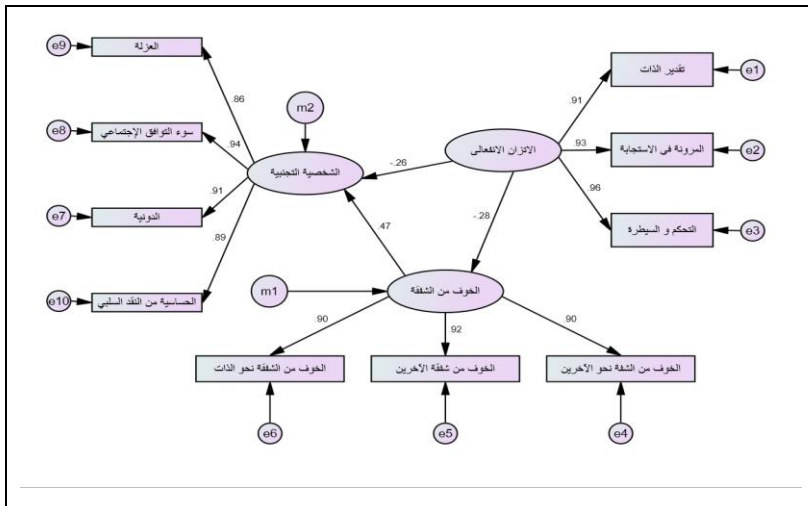 e9
العزلة
e8
سوء التوافق الإجتماعي
e7
الدونية
e10
الحساسية من النقد السلبي
.86
.94
.91
.89
m2
الشخصية التجنبية
-.26
.47
-.28
الاتزان الانفعالى
.91
.93
.96
تقدير الذات
e1
المرونة فى الاستجابة
e2
التحكم و السيطرة
e3
m1
الخوف من الشفقة
.90
.92
.90
الخوف من الشفقة نحو الذات
الخوف من شفقة الآخرين
الخوف من الشفة نحو الآخرين
e6
e5
e4